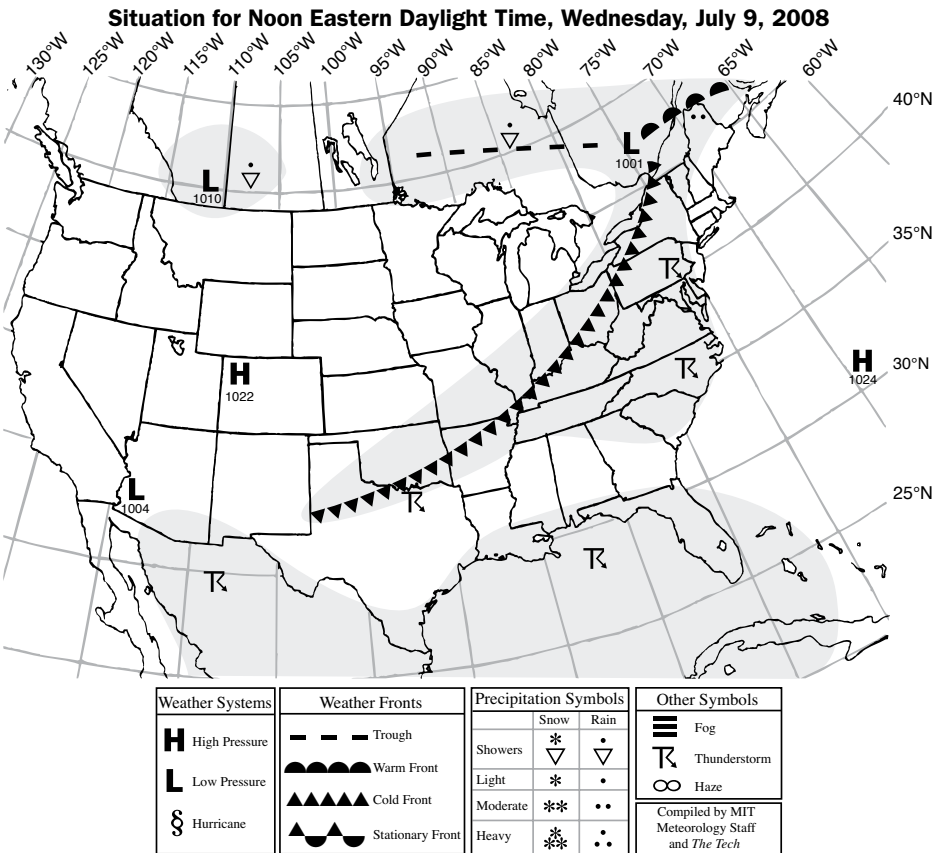 Situation for Noon Eastern Daylight Time, Wednesday, July 9, 2008
130°W 125°W 120°W 115°W 110°W 105°W 100°W 95°W 90°W 85°W 80°W 75°W 70°W 65°W 60°W
40°N
35°N
30°N
25°N
L
1010
L
1001
H
1022
H
1024
L
1004
Weather Systems
H High Pressure
L Low Pressure
§ Hurricane
Weather Fronts
Trough
Warm Front
Cold Front
Stationary Front
Precipitation Symbols
Snow Rain
Showers
Light
Moderate
Heavy
Other Symbols
Fog
Thunderstorm
Haze
Compiled by MIT
Meteorology Staff
and The Tech